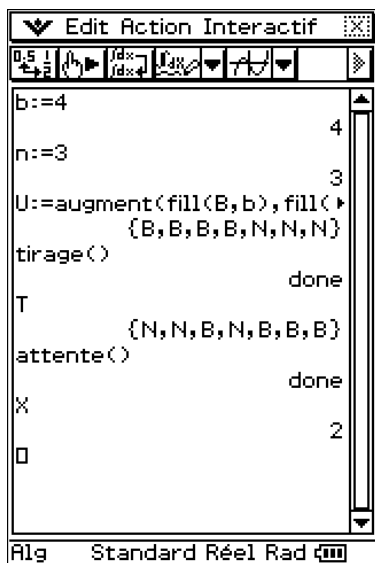 Edit Action Interactif
b:=4
4
n:=3
3
U:=augment(fill(B,b),fill(
{B,B,B,B,N,N,N}
tirage()
done
T
{N,N,B,N,B,B,B}
attente()
done
X
2
Alg Standard Réel Rad